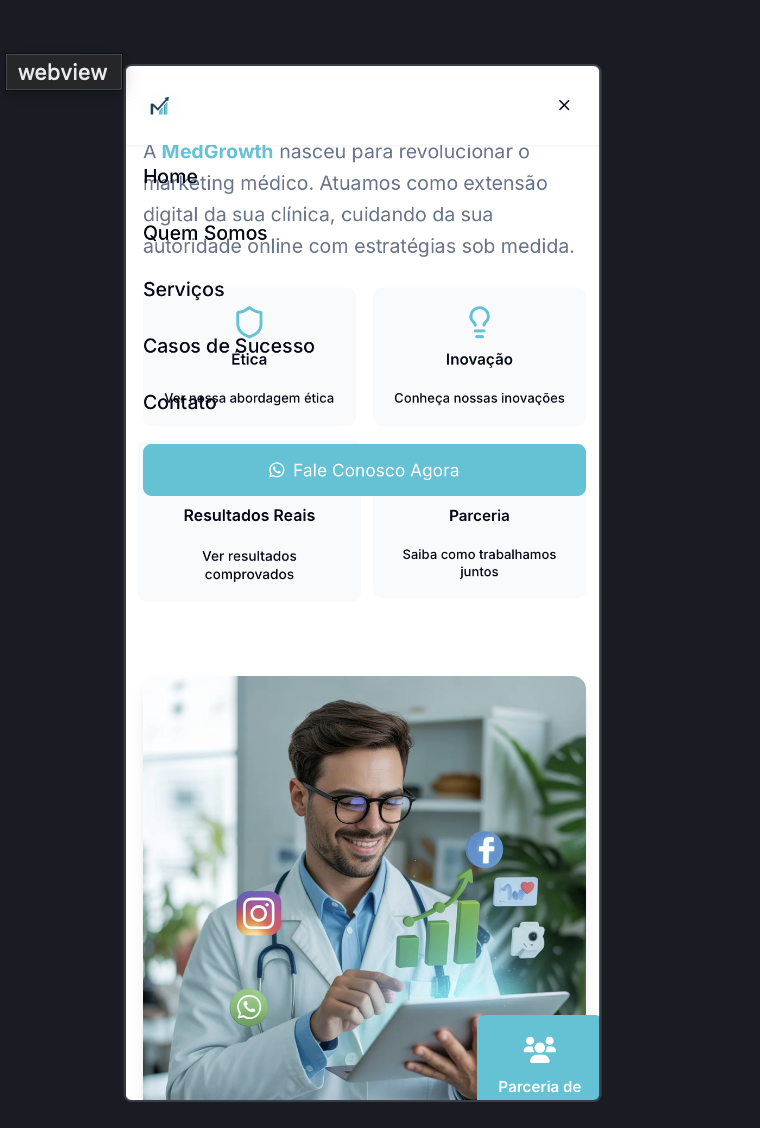 webview
A MedGrowth nasceu para revolucionar o
Home
marketing médico. Atuamos como extensão
digital da sua clínica, cuidando da sua
Quem Somos
autoridade online com estratégias sob medida.
Serviços
Casos de Sucesso
Ética
Inovação
Ver nossa abordagem ética
Conheça nossas inovações
Contato
Fale Conosco Agora
Resultados Reais
Parceria
Ver resultados
comprovados
Saiba como trabalhamos
juntos
Parceria de